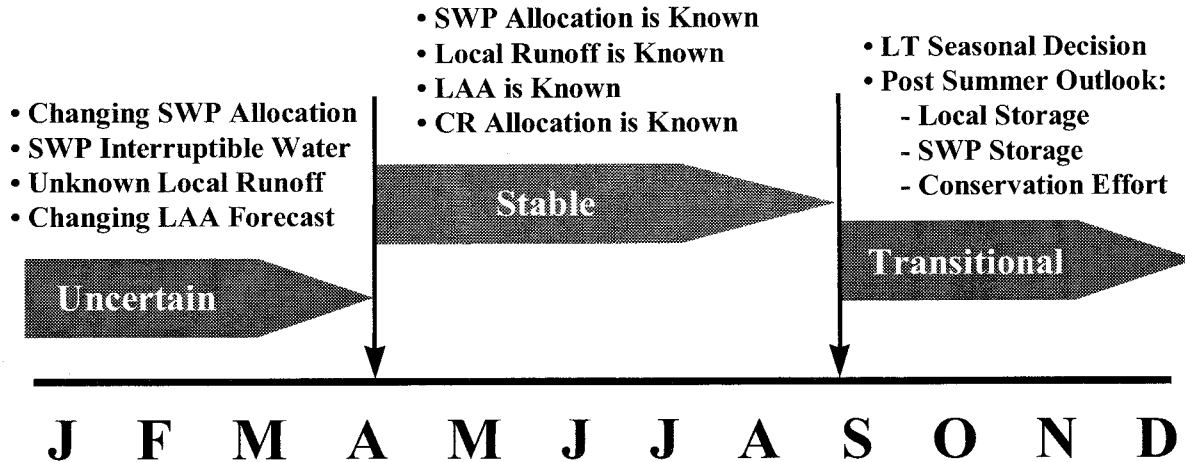 • Changing SWP Allocation
• SWP Interruptible Water
• Unknown Local Runoff
• Changing LAA Forecast
Uncertain
• SWP Allocation is Known
• Local Runoff is Known
• LAA is Known
• CR Allocation is Known
Stable
• LT Seasonal Decision
• Post Summer Outlook:
- Local Storage
- SWP Storage
- Conservation Effort
Transitional
J F M A M J J A S O N D